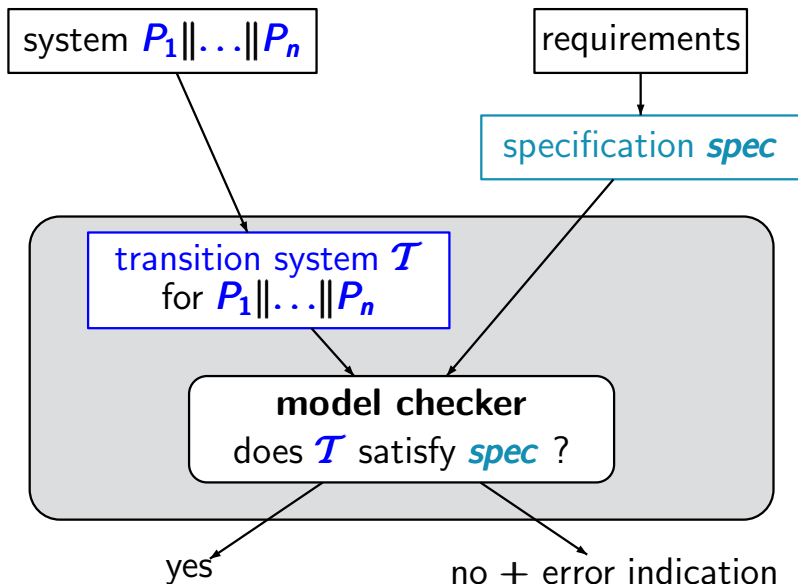 system P₁‖...‖Pₙ
requirements
specification spec
transition system 𝒯
for P₁‖...‖Pₙ
model checker
does 𝒯 satisfy spec ?
yes
no + error indication